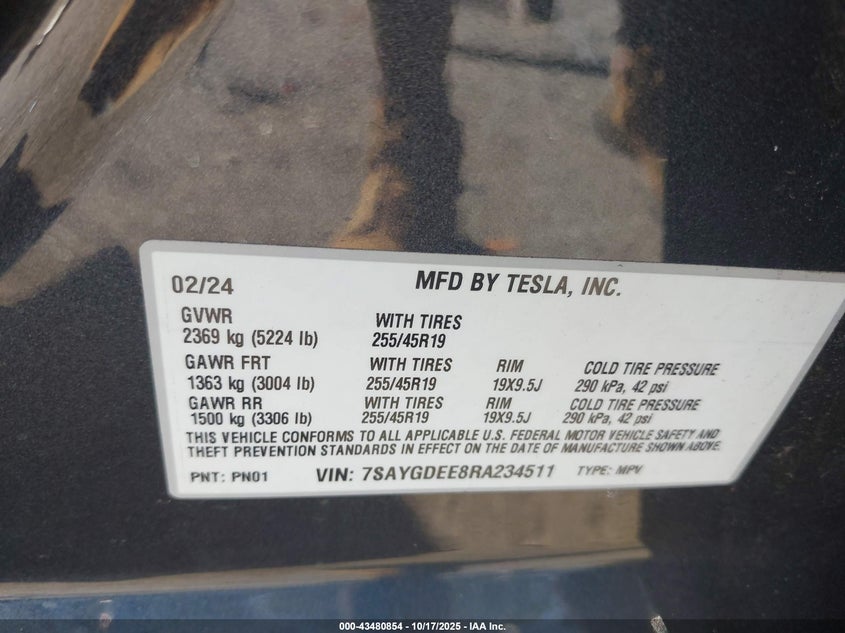 02/24 MFD BY TESLA, INC.
GVWR WITH TIRES
2369 kg (5224 lb) 255/45R19
GAWR FRT WITH TIRES RIM COLD TIRE PRESSURE
1363 kg (3004 lb) 255/45R19 19X9.5J 290 kPa, 42 psi
GAWR RR WITH TIRES RIM COLD TIRE PRESSURE
1500 kg (3306 lb) 255/45R19 19X9.5J 290 kPa, 42 psi
THIS VEHICLE CONFORMS TO ALL APPLICABLE U.S. FEDERAL MOTOR VEHICLE SAFETY AND
THEFT PREVENTION STANDARDS IN EFFECT ON THE DATE OF MANUFACTURE SHOWN ABOVE.
PNT: PN01 VIN: 7SAYGDEE8RA234511 TYPE: MPV
000-43480854 - 10/17/2025 - IAA Inc.